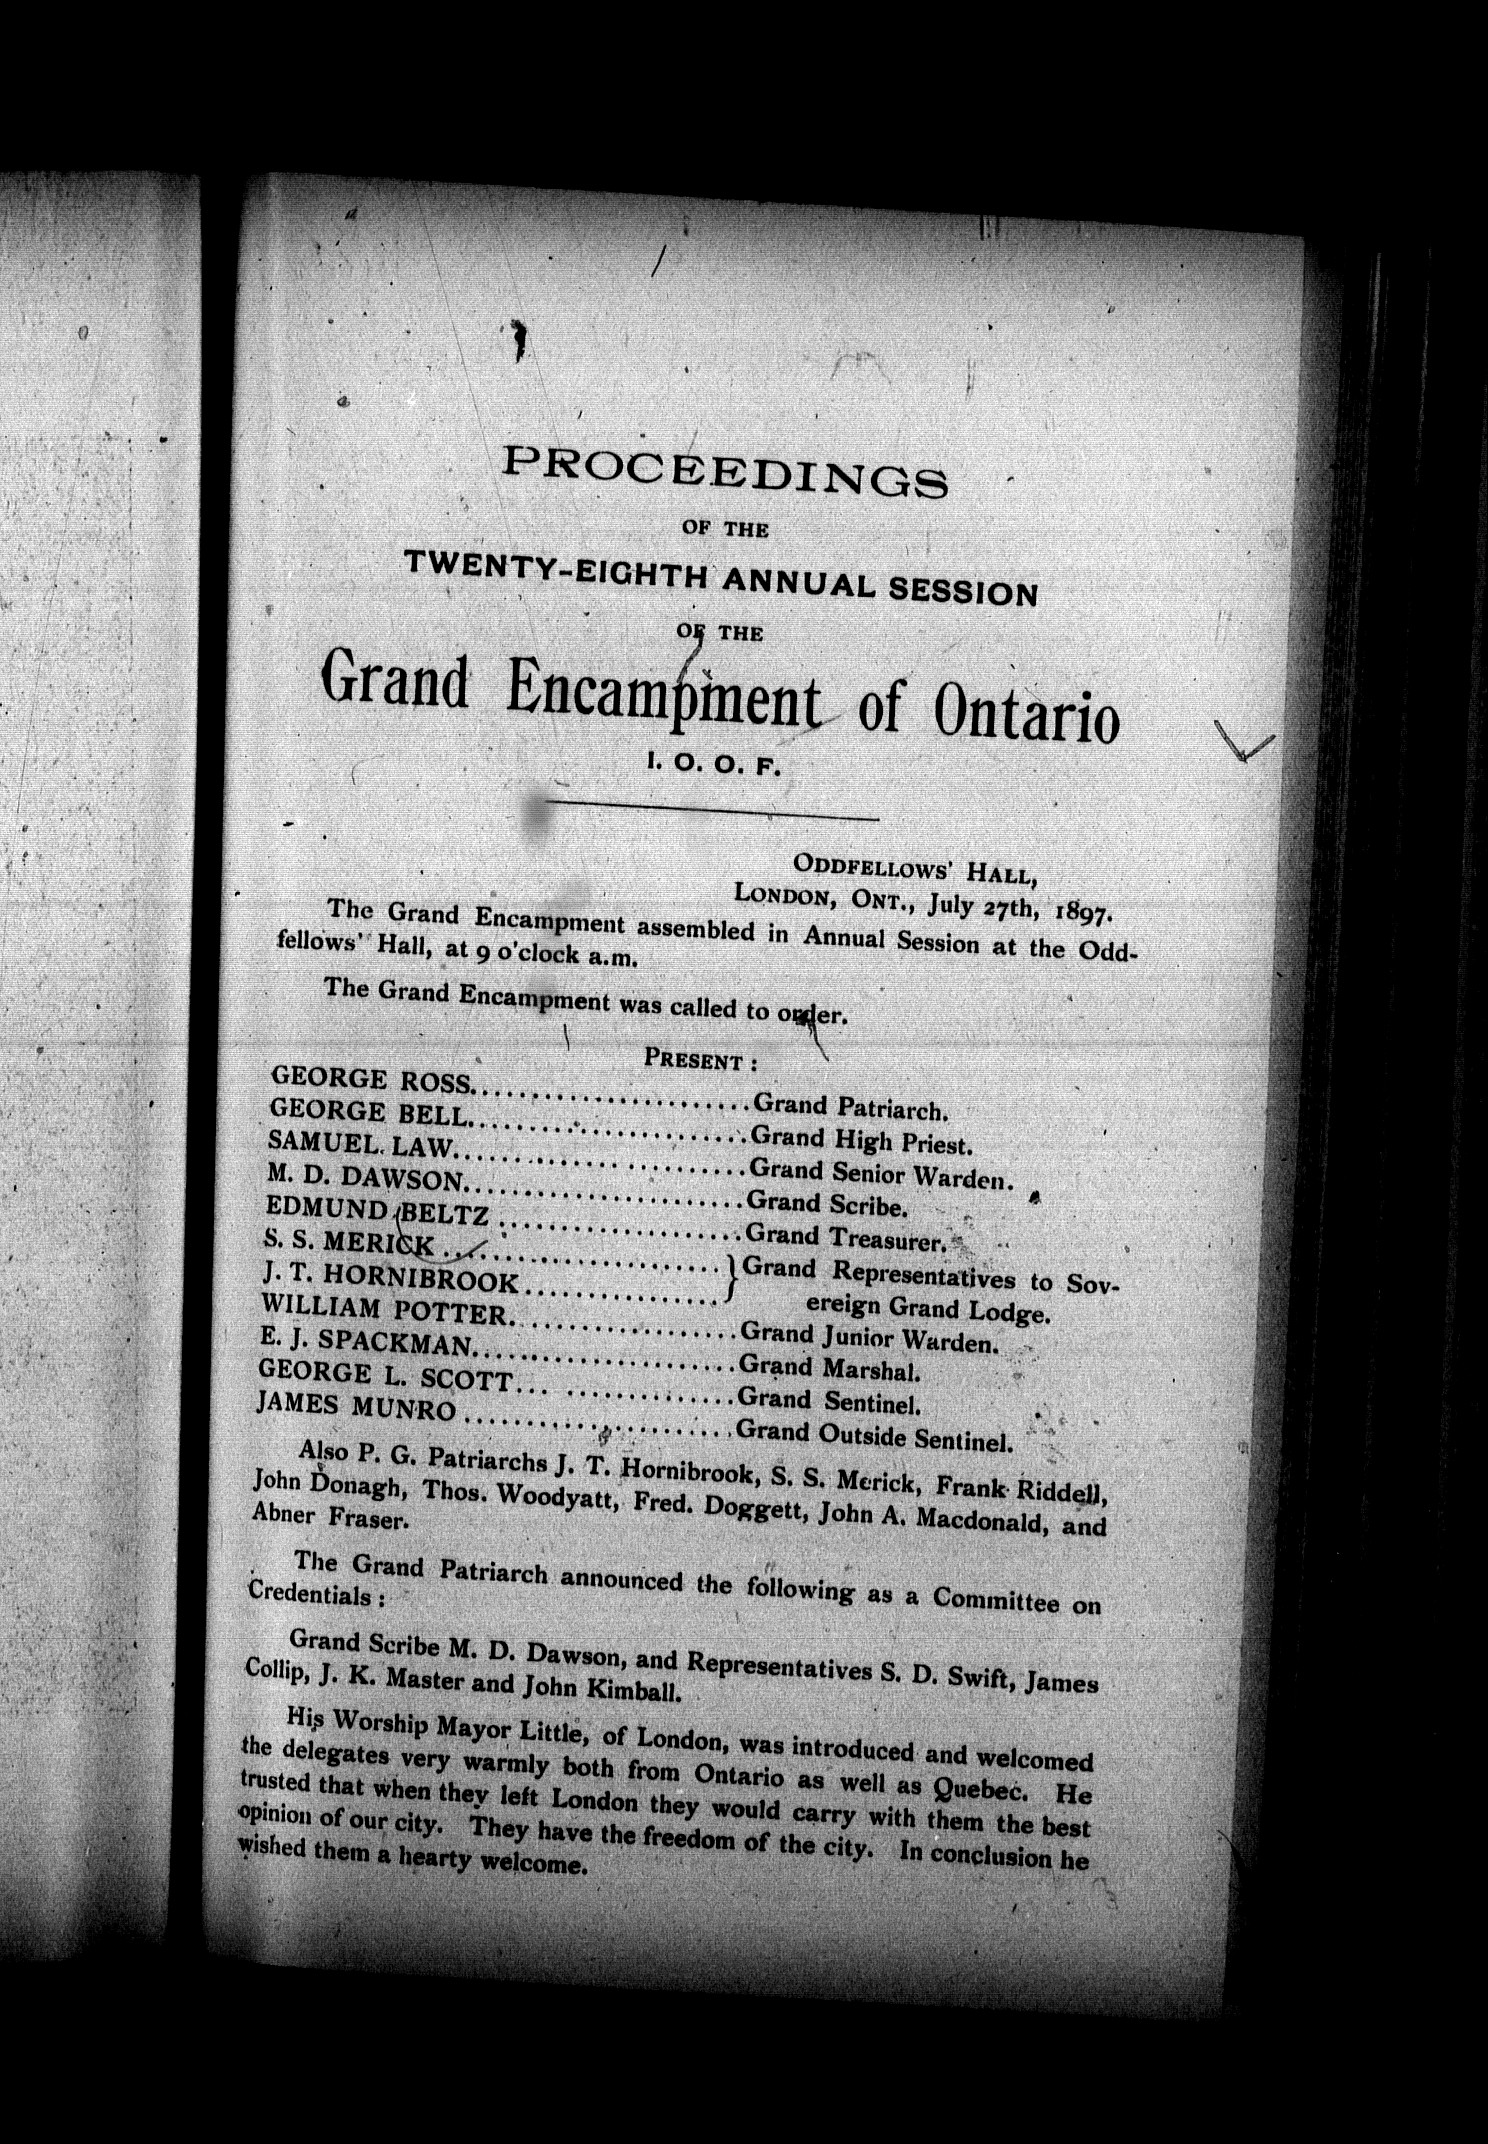 PROCEEDINGS
OF THE
TWENTY-EIGHTH ANNUAL SESSION
OF THE
Grand Encampment of Ontario
I. O. O. F.
ODDFELLOWS' HALL,
LONDON, ONT., July 27th, 1897.
The Grand Encampment assembled in Annual Session at the Odd-
fellows' Hall, at 9 o'clock a.m.
The Grand Encampment was called to order.
PRESENT :
GEORGE ROSS........................Grand Patriarch.
GEORGE BELL........................Grand High Priest.
SAMUEL LAW........................Grand Senior Warden.
M. D. DAWSON........................Grand Scribe.
EDMUND BELTZ ........................Grand Treasurer.
S. S. MERICK ........................} Grand Representatives to Sov-
J. T. HORNIBROOK..................} ereign Grand Lodge.
WILLIAM POTTER.....................Grand Junior Warden.
E. J. SPACKMAN........................Grand Marshal.
GEORGE L. SCOTT... ...............Grand Sentinel.
JAMES MUNRO ........................Grand Outside Sentinel.
Also P. G. Patriarchs J. T. Hornibrook, S. S. Merick, Frank Riddell,
John Donagh, Thos. Woodyatt, Fred. Doggett, John A. Macdonald, and
Abner Fraser.
The Grand Patriarch announced the following as a Committee on
Credentials :
Grand Scribe M. D. Dawson, and Representatives S. D. Swift, James
Collip, J. K. Master and John Kimball.
His Worship Mayor Little, of London, was introduced and welcomed
the delegates very warmly both from Ontario as well as Quebec. He
trusted that when they left London they would carry with them the best
opinion of our city. They have the freedom of the city. In conclusion he
wished them a hearty welcome.